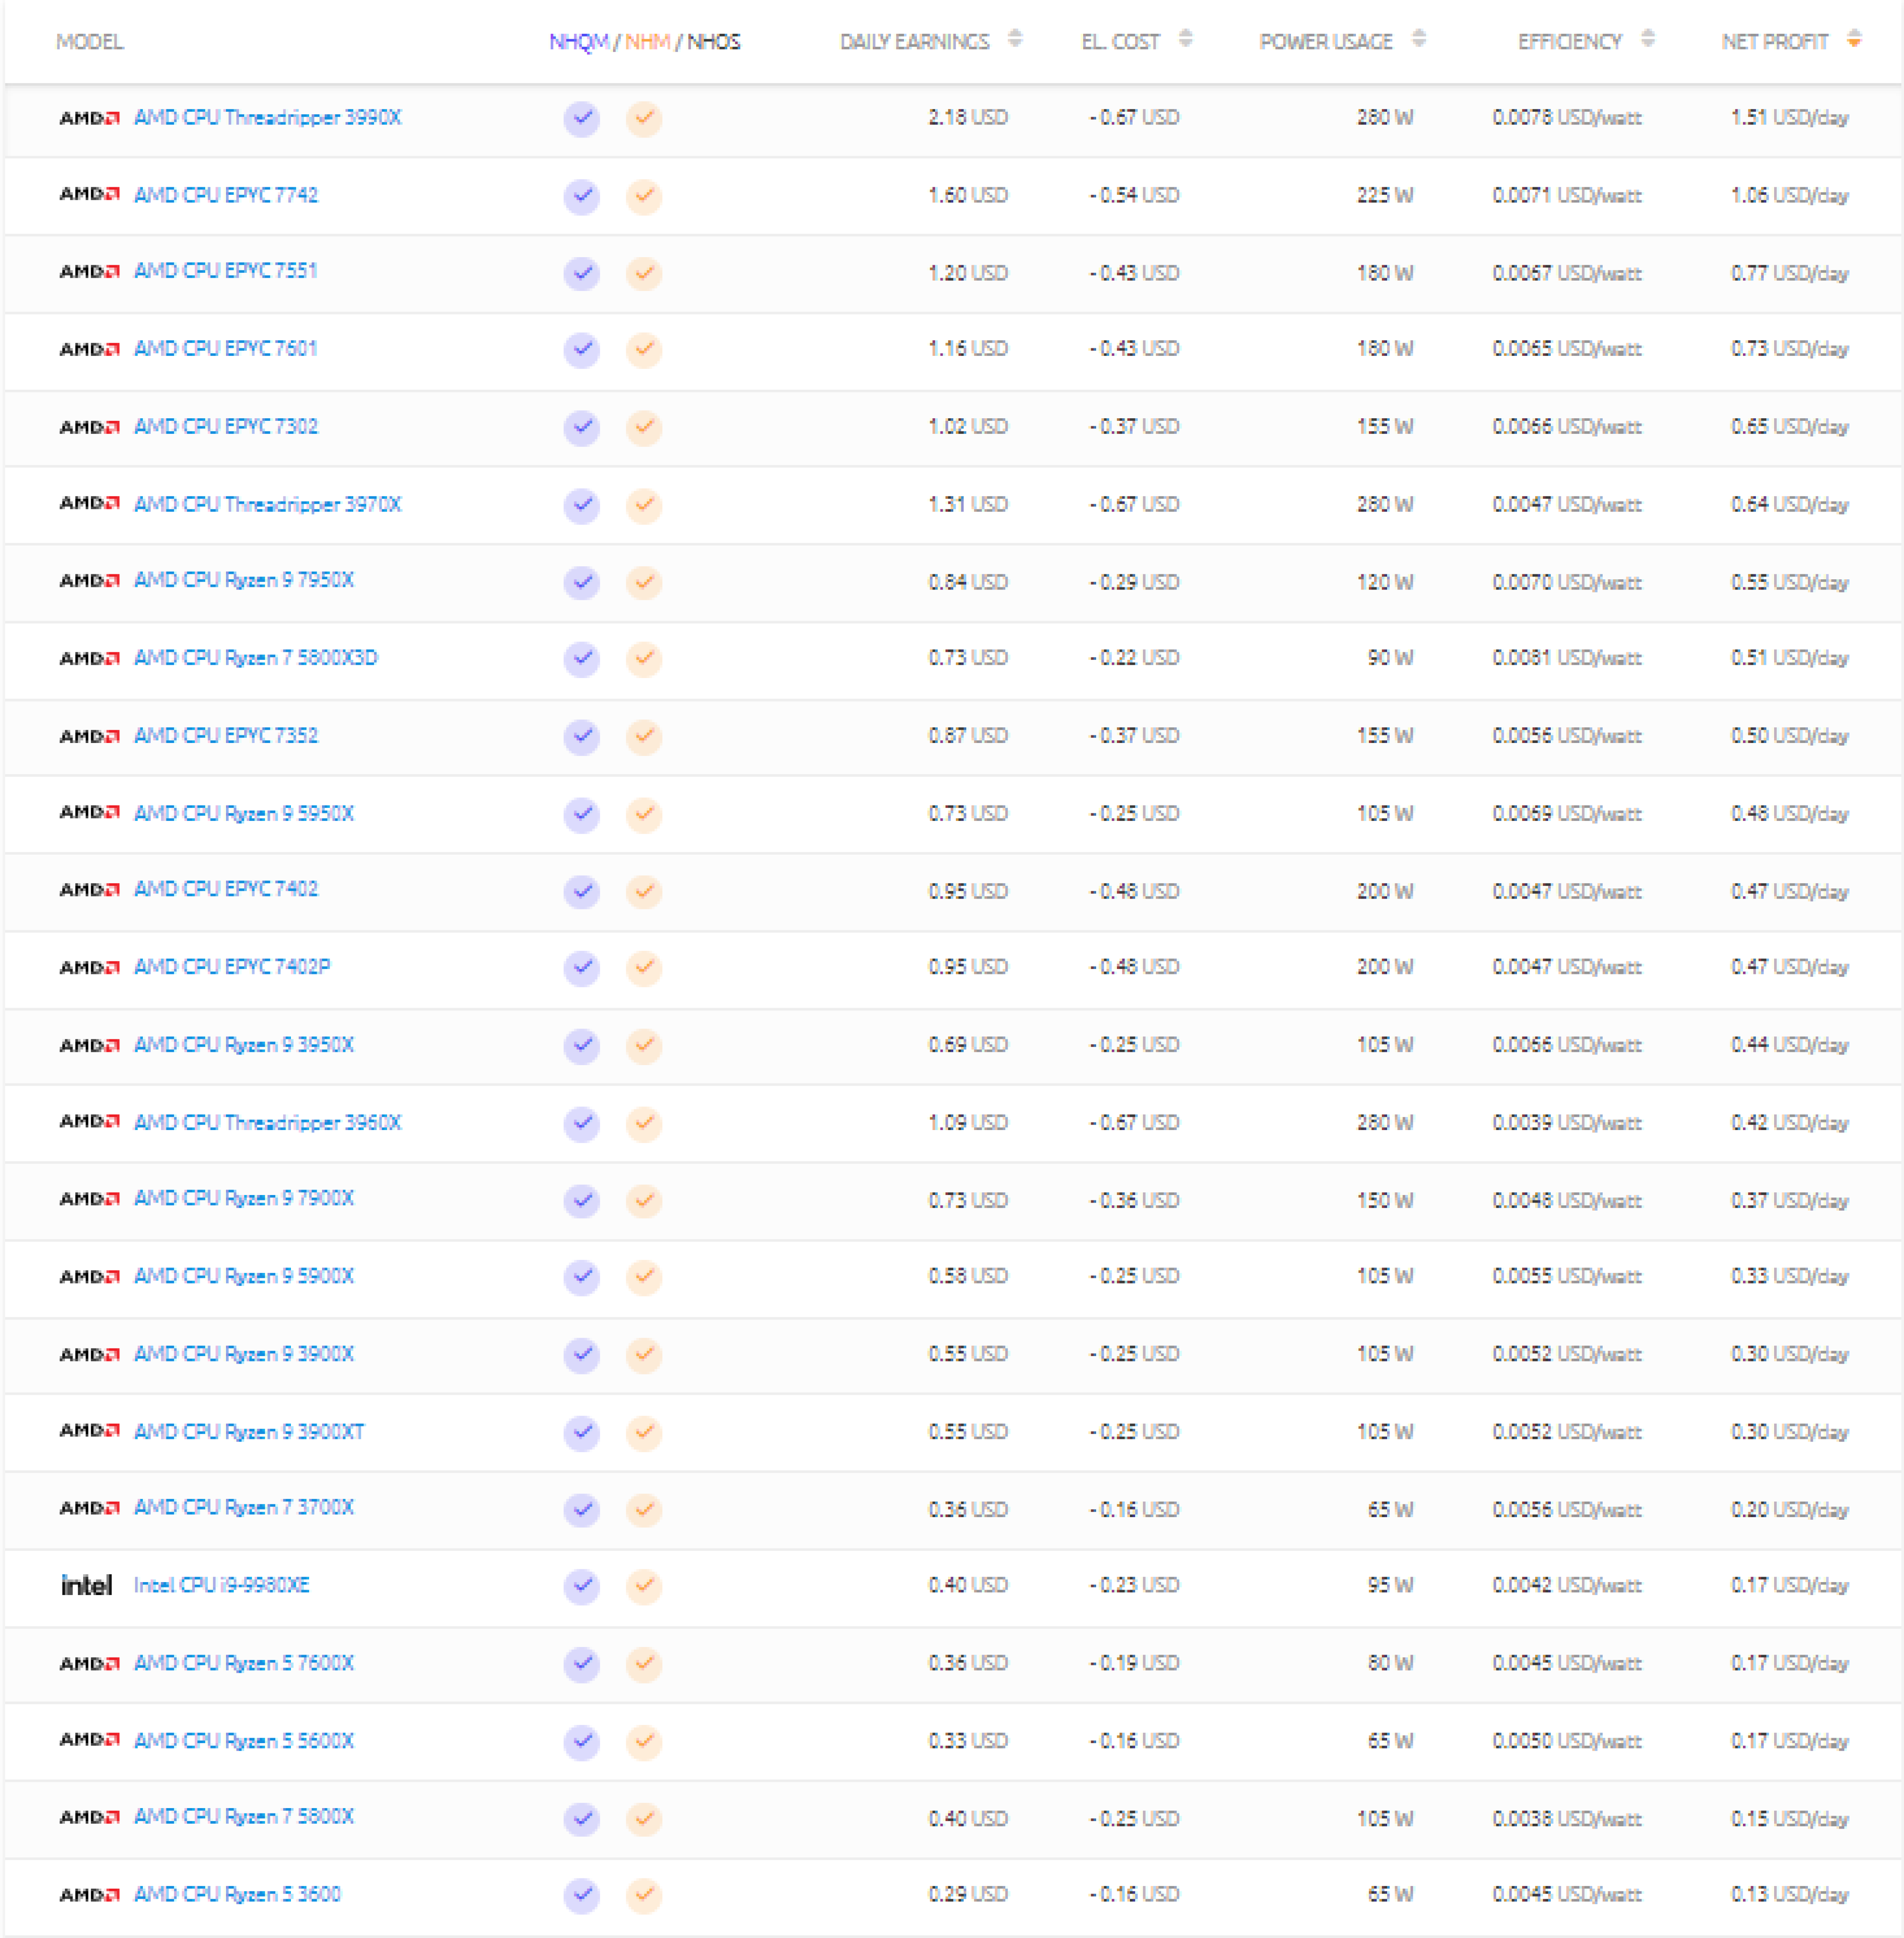 MODEL NHQM / NHM / NHOS DAILY EARNINGS EL. COST POWER USAGE EFFICIENCY NET PROFIT
AMD AMD CPU Threadripper 3990X 2.18 USD - 0.67 USD 280 W 0.0078 USD/watt 1.51 USD/day
AMD AMD CPU EPYC 7742 1.60 USD - 0.54 USD 225 W 0.0071 USD/watt 1.06 USD/day
AMD AMD CPU EPYC 7551 1.20 USD - 0.43 USD 180 W 0.0067 USD/watt 0.77 USD/day
AMD AMD CPU EPYC 7601 1.16 USD - 0.43 USD 180 W 0.0065 USD/watt 0.73 USD/day
AMD AMD CPU EPYC 7302 1.02 USD - 0.37 USD 155 W 0.0066 USD/watt 0.65 USD/day
AMD AMD CPU Threadripper 3970X 1.31 USD - 0.67 USD 280 W 0.0047 USD/watt 0.64 USD/day
AMD AMD CPU Ryzen 9 7950X 0.84 USD - 0.29 USD 120 W 0.0070 USD/watt 0.55 USD/day
AMD AMD CPU Ryzen 7 5800X3D 0.73 USD - 0.22 USD 90 W 0.0081 USD/watt 0.51 USD/day
AMD AMD CPU EPYC 7352 0.87 USD - 0.37 USD 155 W 0.0056 USD/watt 0.50 USD/day
AMD AMD CPU Ryzen 9 5950X 0.73 USD - 0.25 USD 105 W 0.0069 USD/watt 0.48 USD/day
AMD AMD CPU EPYC 7402 0.95 USD - 0.48 USD 200 W 0.0047 USD/watt 0.47 USD/day
AMD AMD CPU EPYC 7402P 0.95 USD - 0.48 USD 200 W 0.0047 USD/watt 0.47 USD/day
AMD AMD CPU Ryzen 9 3950X 0.69 USD - 0.25 USD 105 W 0.0066 USD/watt 0.44 USD/day
AMD AMD CPU Threadripper 3960X 1.09 USD - 0.67 USD 280 W 0.0039 USD/watt 0.42 USD/day
AMD AMD CPU Ryzen 9 7900X 0.73 USD - 0.36 USD 150 W 0.0048 USD/watt 0.37 USD/day
AMD AMD CPU Ryzen 9 5900X 0.58 USD - 0.25 USD 105 W 0.0055 USD/watt 0.33 USD/day
AMD AMD CPU Ryzen 9 3900X 0.55 USD - 0.25 USD 105 W 0.0052 USD/watt 0.30 USD/day
AMD AMD CPU Ryzen 9 3900XT 0.55 USD - 0.25 USD 105 W 0.0052 USD/watt 0.30 USD/day
AMD AMD CPU Ryzen 7 3700X 0.36 USD - 0.16 USD 65 W 0.0056 USD/watt 0.20 USD/day
intel Intel CPU i9-9980XE 0.40 USD - 0.23 USD 95 W 0.0042 USD/watt 0.17 USD/day
AMD AMD CPU Ryzen 5 7600X 0.36 USD - 0.19 USD 80 W 0.0045 USD/watt 0.17 USD/day
AMD AMD CPU Ryzen 5 5600X 0.33 USD - 0.16 USD 65 W 0.0050 USD/watt 0.17 USD/day
AMD AMD CPU Ryzen 7 5800X 0.40 USD - 0.25 USD 105 W 0.0038 USD/watt 0.15 USD/day
AMD AMD CPU Ryzen 5 3600 0.29 USD - 0.16 USD 65 W 0.0045 USD/watt 0.13 USD/day